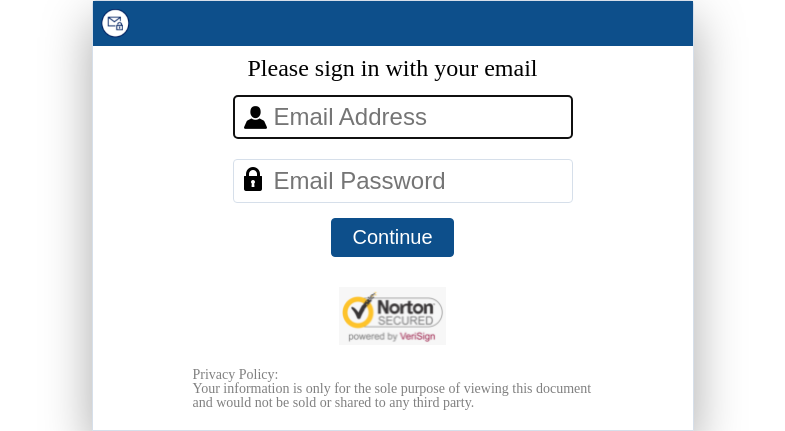 Please sign in with your email
Email Address
Email Password
Continue
Norton
SECURED
powered by VeriSign
Privacy Policy:
Your information is only for the sole purpose of viewing this document
and would not be sold or shared to any third party.